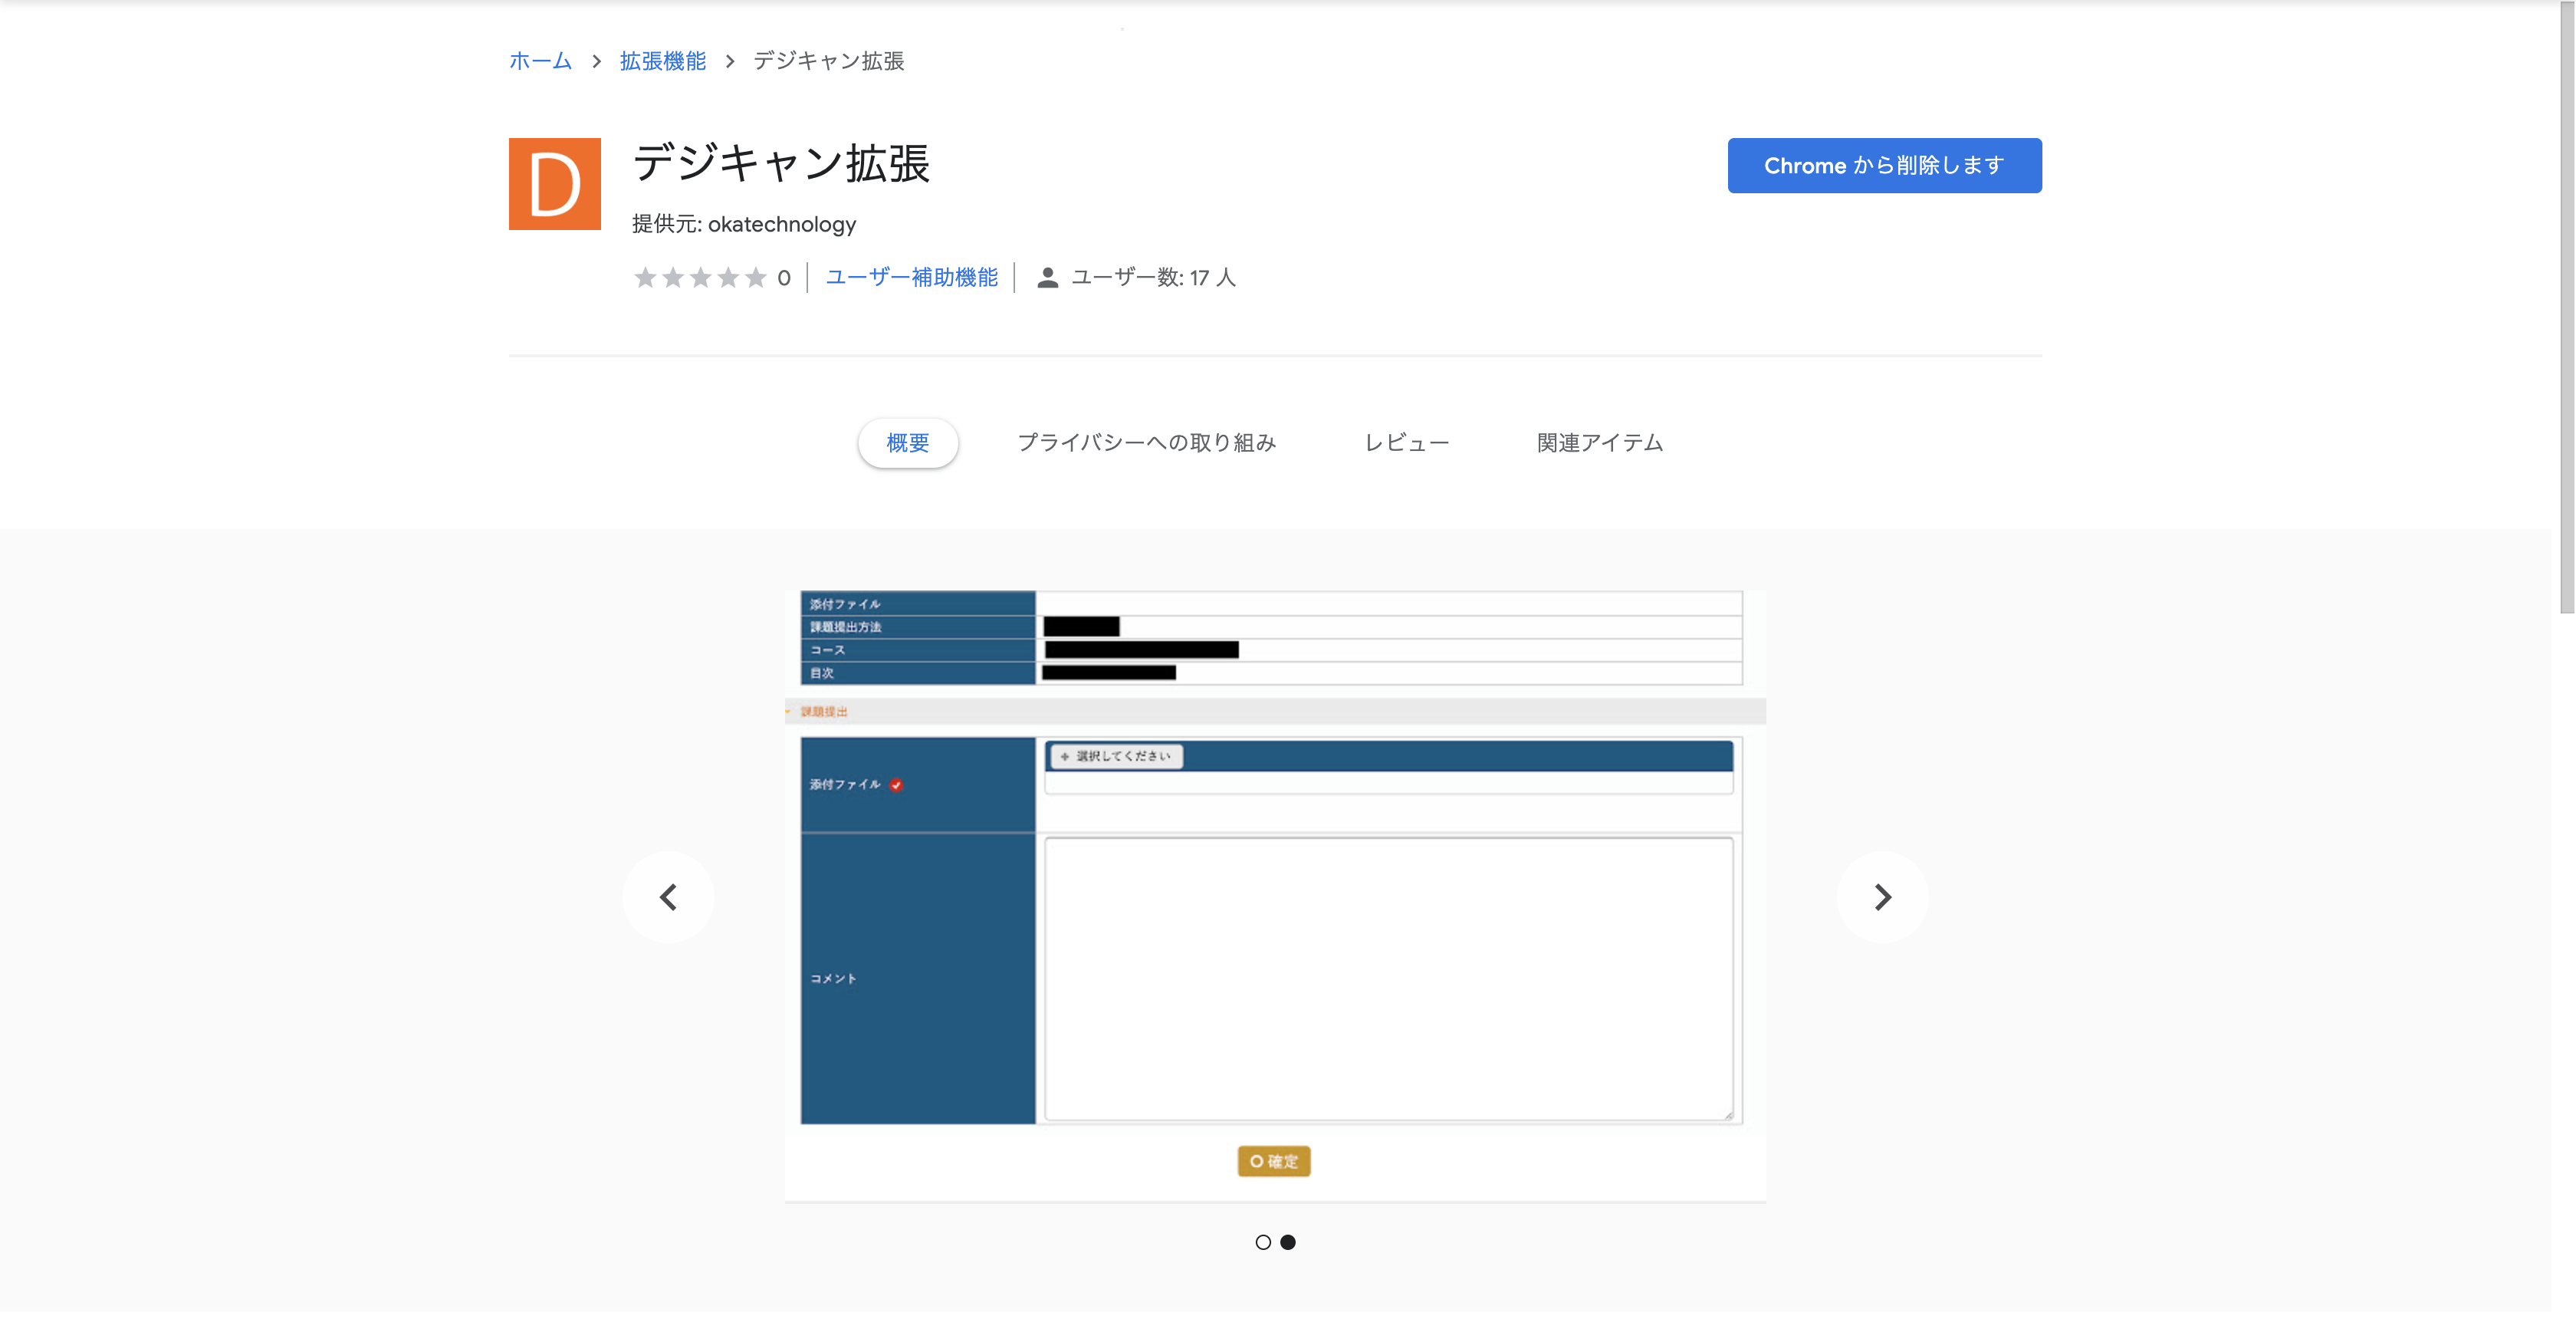 ホーム > 拡張機能 > デジキャン拡張
D
デジキャン拡張
Chrome から削除します
提供元: okatechnology
0 | ユーザー補助機能 | ユーザー数: 17 人
概要 プライバシーへの取り組み レビュー 関連アイテム
添付ファイル
課題提出方法
コース
目次
課題提出
+ 選択してください
添付ファイル
コメント
確定